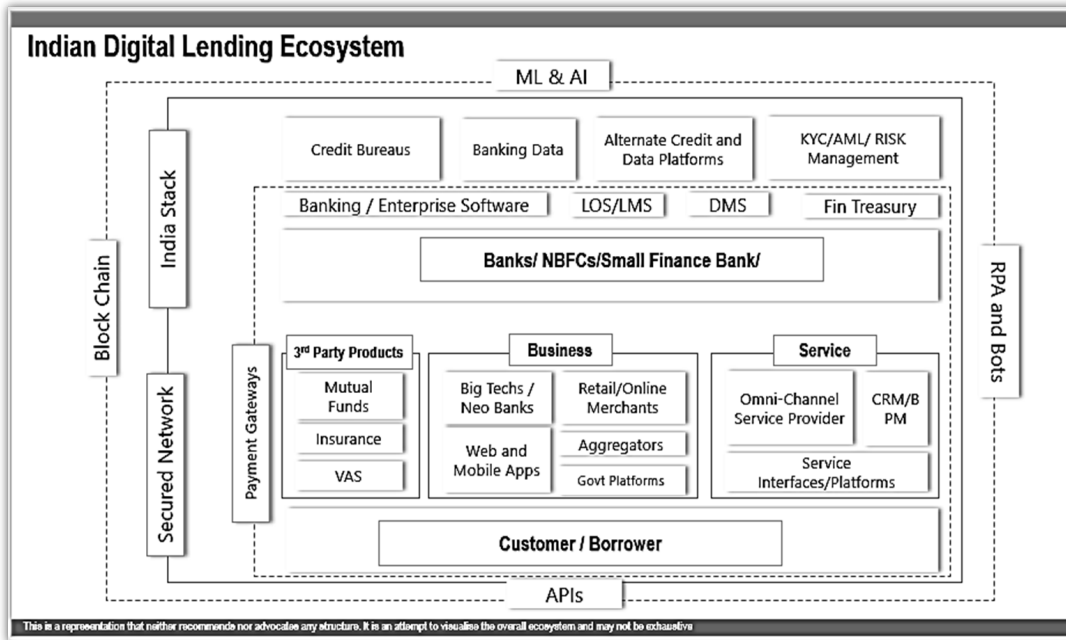 Indian Digital Lending Ecosystem
ML & AI
Credit Bureaus
Banking Data
Alternate Credit and
Data Platforms
KYC/AML/ RISK
Management
India Stack
Banking / Enterprise Software
LOS/LMS
DMS
Fin Treasury
Banks/ NBFCs/Small Finance Bank/
Block Chain
RPA and Bots
Secured Network
Payment Gateways
3rd Party Products
Mutual
Funds
Insurance
VAS
Business
Big Techs /
Neo Banks
Retail/Online
Merchants
Web and
Mobile Apps
Aggregators
Govt Platforms
Service
Omni-Channel
Service Provider
CRM/B
PM
Service
Interfaces/Platforms
Customer / Borrower
APIs
This is a representation that neither recommends nor advocates any structure. It is an attempt to visualise the overall ecosystem and may not be exhaustive